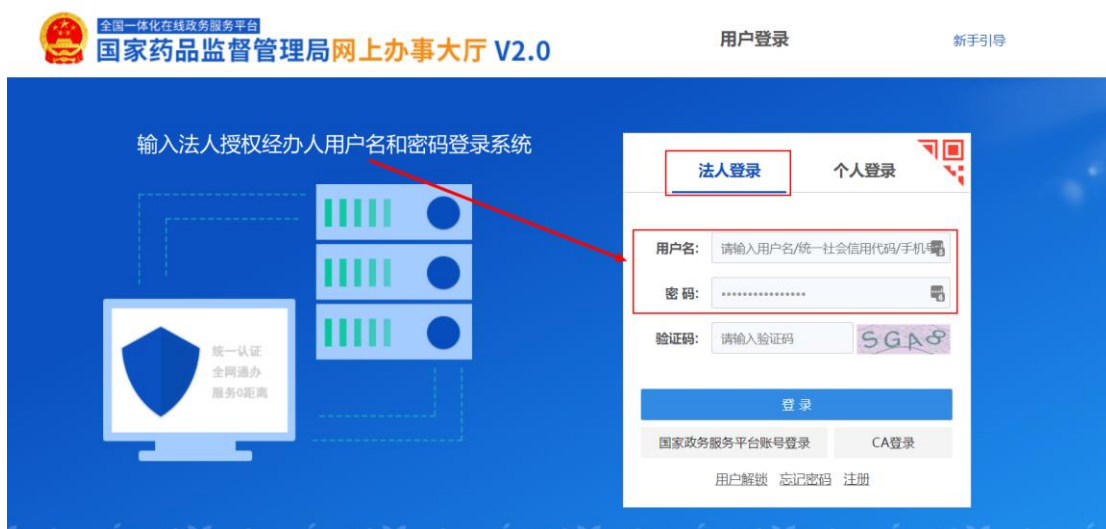 全国一体化在线政务服务平台
国家药品监督管理局网上办事大厅 V2.0
用户登录
新手引导
输入法人授权经办人用户名和密码登录系统
统一认证
全网通办
服务0距离
法人登录
个人登录
用户名: 请输入用户名/统一社会信用代码/手机号
密 码: ················
验证码: 请输入验证码 SGA8
登 录
国家政务服务平台账号登录
CA登录
用户解锁 忘记密码 注册